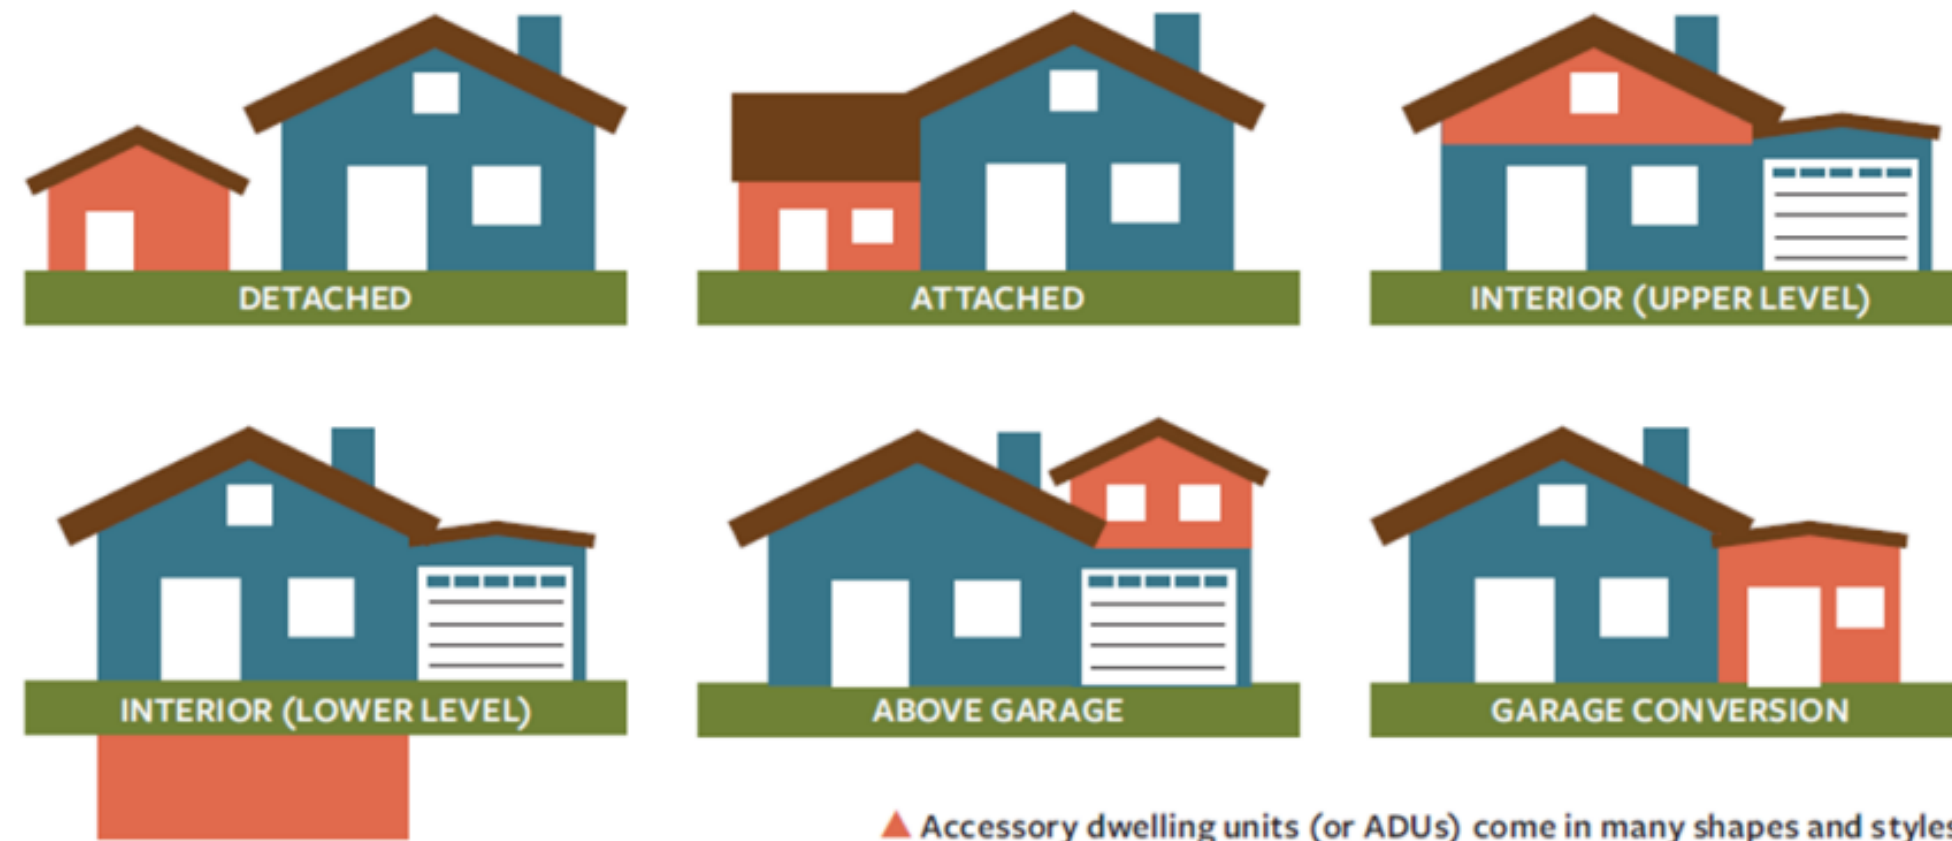 DETACHED
ATTACHED
INTERIOR (UPPER LEVEL)
INTERIOR (LOWER LEVEL)
ABOVE GARAGE
GARAGE CONVERSION
Accessory dwelling units (or ADUs) come in many shapes and styles